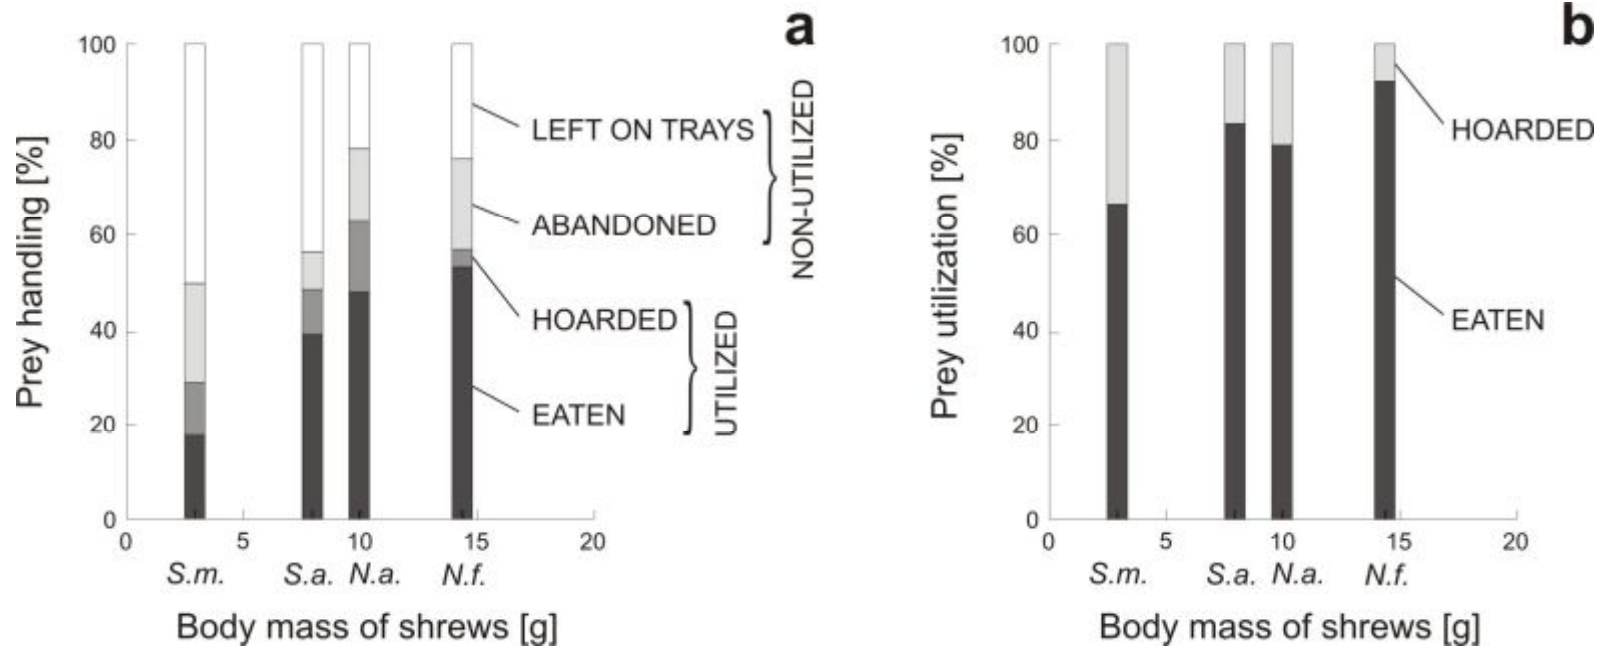 a
100
80
60
40
20
0
Prey handling [%]
LEFT ON TRAYS
ABANDONED
NON-UTILIZED
HOARDED
EATEN
UTILIZED
0 5 10 15 20
S.m. S.a. N.a. N.f.
Body mass of shrews [g]
b
100
80
60
40
20
0
Prey utilization [%]
HOARDED
EATEN
0 5 10 15 20
S.m. S.a. N.a. N.f.
Body mass of shrews [g]